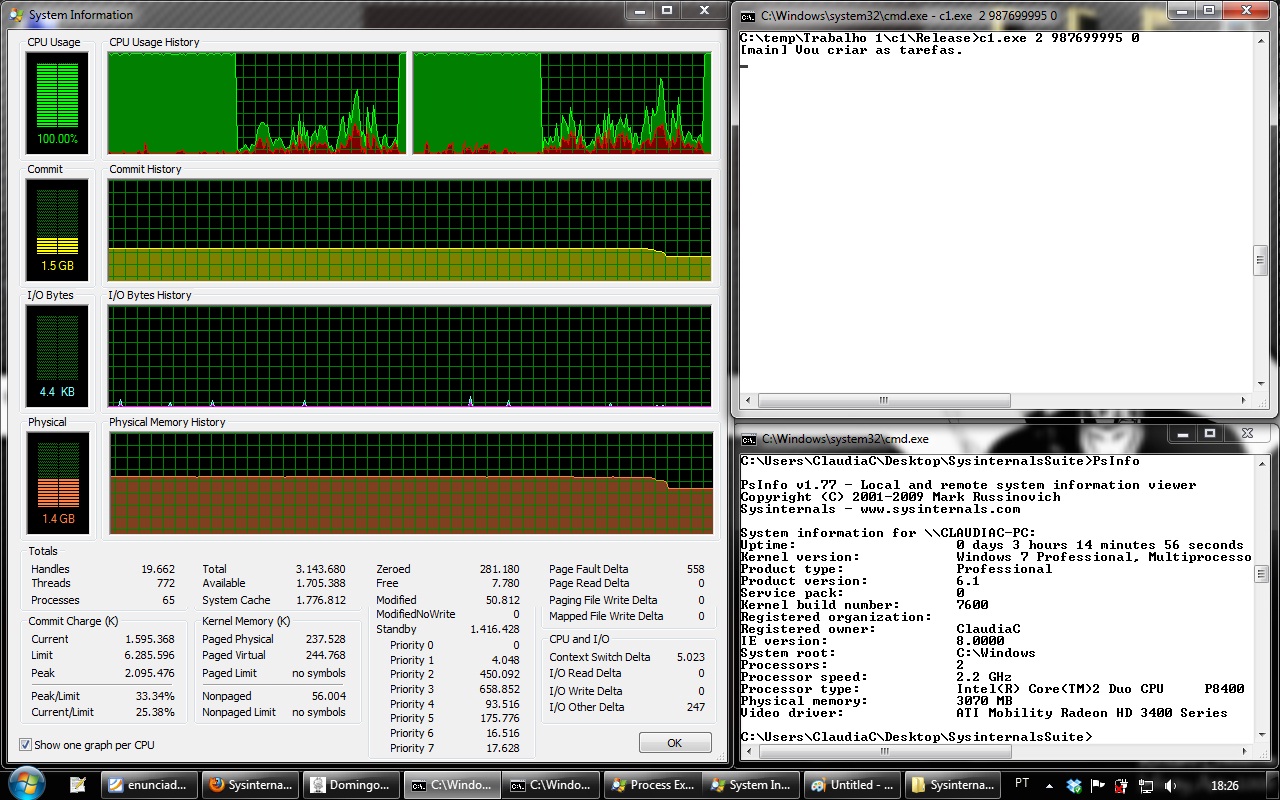 System Information
CPU Usage
CPU Usage History
100.00%
Commit
Commit History
1.5 GB
I/O Bytes
I/O Bytes History
4.4 KB
Physical
Physical Memory History
1.4 GB
Totals
Handles 19.662
Threads 772
Processes 65
Total 3.143.680
Available 1.705.388
System Cache 1.776.812
Commit Charge (K)
Current 1.595.368
Limit 6.285.596
Peak 2.095.476
Peak/Limit 33.34%
Current/Limit 25.38%
Kernel Memory (K)
Paged Physical 237.528
Paged Virtual 244.768
Paged Limit no symbols
Nonpaged 56.004
Nonpaged Limit no symbols
Zeroed 281.180
Free 7.780
Modified 50.812
ModifiedNoWrite 0
Standby 1.416.428
Priority 0 0
Priority 1 4.048
Priority 2 450.092
Priority 3 658.852
Priority 4 93.516
Priority 5 175.776
Priority 6 16.516
Priority 7 17.628
Page Fault Delta 558
Page Read Delta 0
Paging File Write Delta 0
Mapped File Write Delta 0
CPU and I/O
Context Switch Delta 5.023
I/O Read Delta 0
I/O Write Delta 0
I/O Other Delta 247
Show one graph per CPU
OK
C:\Windows\system32\cmd.exe - c1.exe 2 987699995 0
C:\temp\Trabalho 1\c1\Release>c1.exe 2 987699995 0
[main] Vou criar as tarefas.
C:\Windows\system32\cmd.exe
C:\Users\ClaudiaC\Desktop\SysinternalsSuite>PsInfo
PsInfo v1.77 - Local and remote system information viewer
Copyright (C) 2001-2009 Mark Russinovich
Sysinternals - www.sysinternals.com
System information for \\CLAUDIAC-PC:
Uptime: 0 days 3 hours 14 minutes 56 seconds
Kernel version: Windows 7 Professional, Multiprocesso
Product type: Professional
Product version: 6.1
Service pack: 0
Kernel build number: 7600
Registered organization:
Registered owner: ClaudiaC
IE version: 8.0000
System root: C:\Windows
Processors: 2
Processor speed: 2.2 GHz
Processor type: Intel(R) Core(TM)2 Duo CPU P8400
Physical memory: 3070 MB
Video driver: ATI Mobility Radeon HD 3400 Series
C:\Users\ClaudiaC\Desktop\SysinternalsSuite>
enunciad...
Sysinterna...
Domingo...
C:\Windo...
C:\Windo...
Process Ex...
System In...
Untitled - ...
Sysinterna...
PT
18:26